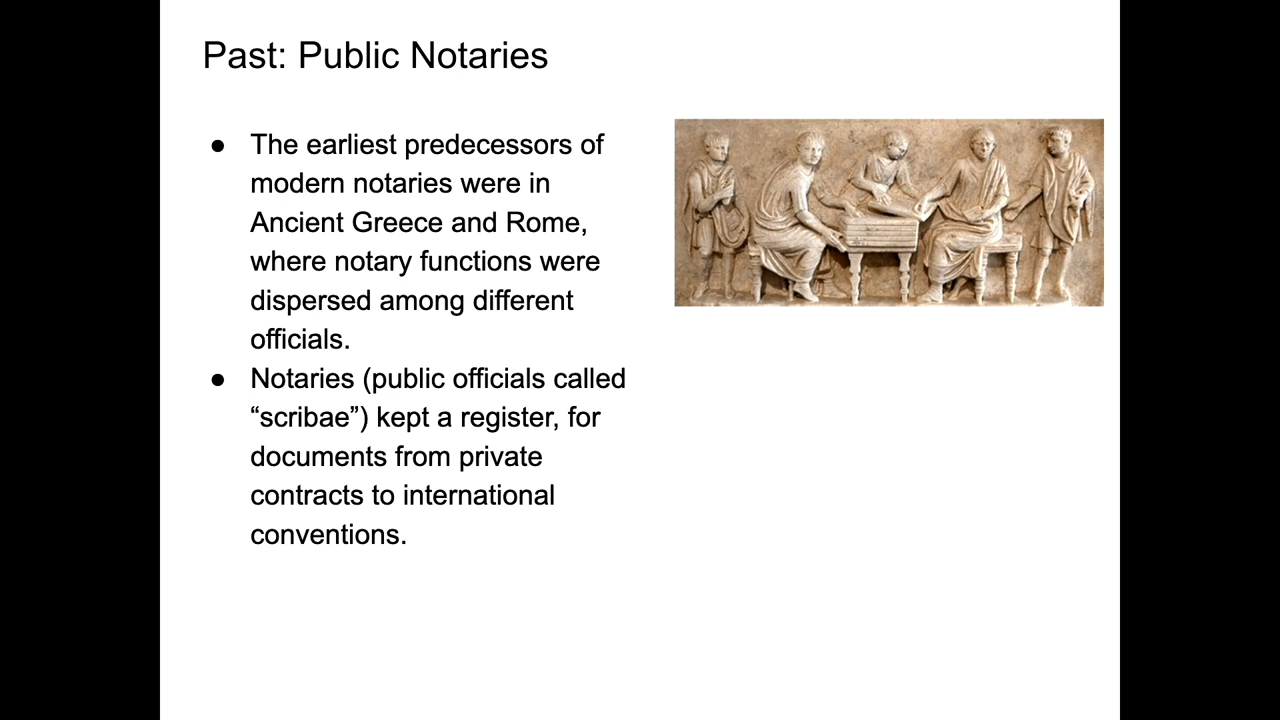 Past: Public Notaries
● The earliest predecessors of
modern notaries were in
Ancient Greece and Rome,
where notary functions were
dispersed among different
officials.
● Notaries (public officials called
“scribae”) kept a register, for
documents from private
contracts to international
conventions.